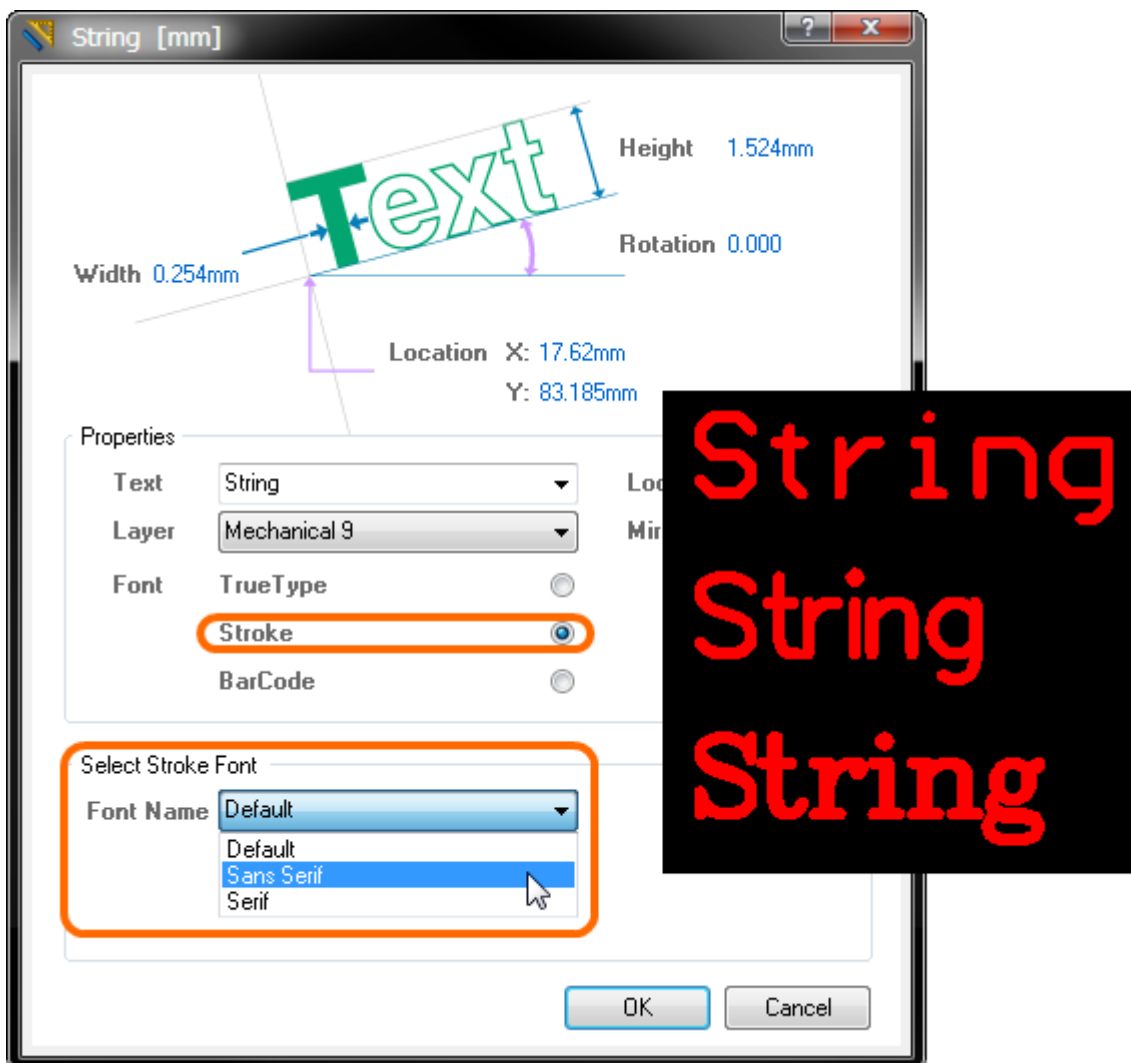 String [mm]
?
Text
Height 1.524mm
Rotation 0.000
Width 0.254mm
Location X: 17.62mm
Y: 83.185mm
Properties
Text String
Layer Mechanical 9
Font TrueType
Stroke
BarCode
String
String
String
Select Stroke Font
Font Name Default
Default
Sans Serif
Serif
OK Cancel